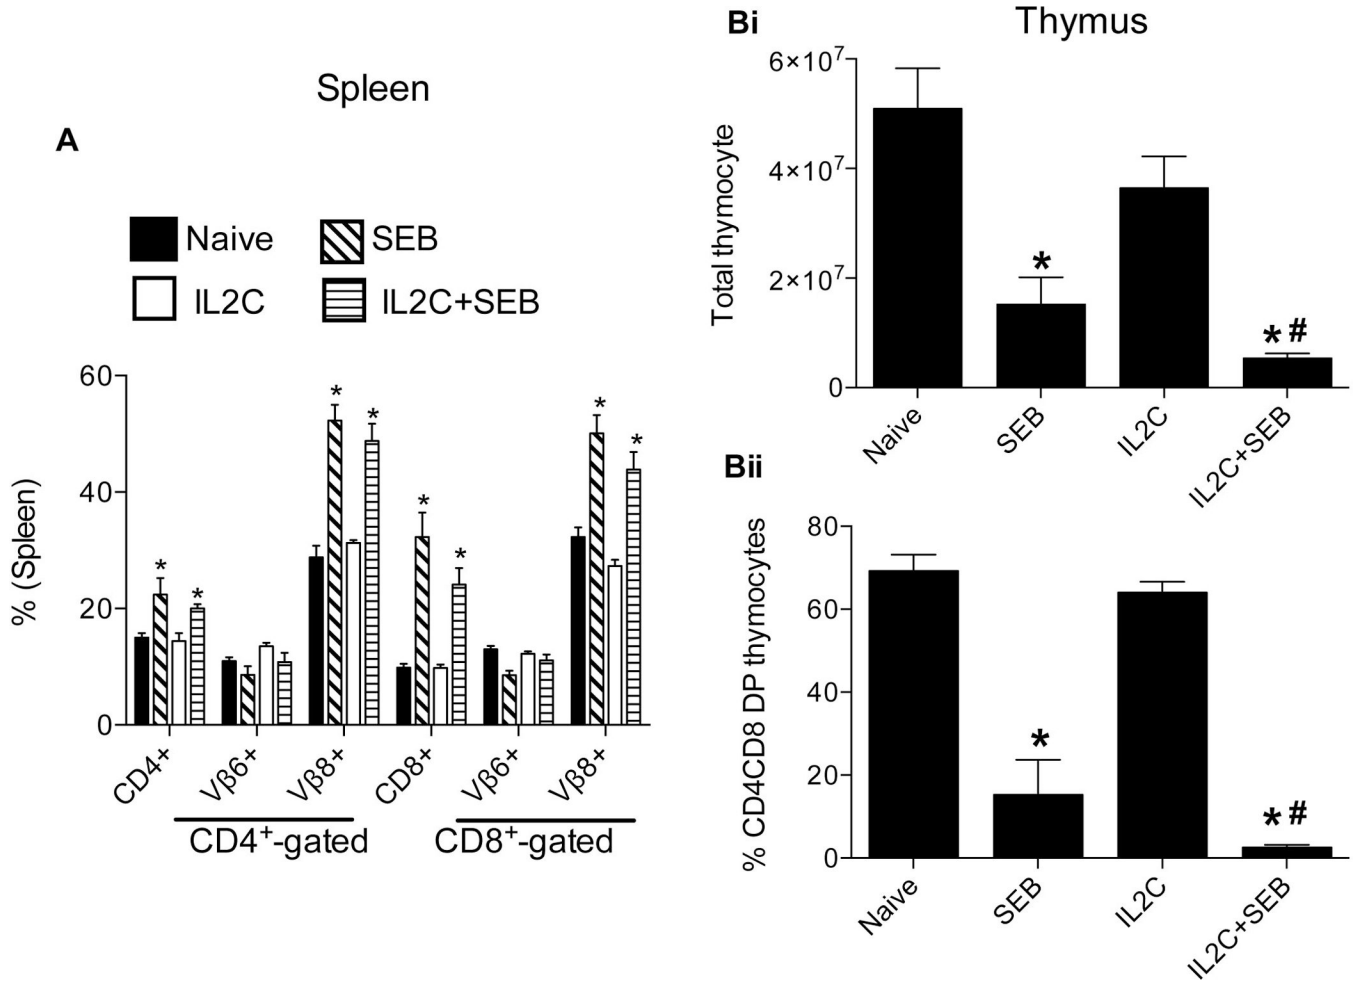 Spleen
A
Naive
SEB
IL2C
IL2C+SEB
% (Spleen)
60
40
20
0
*
*
*
*
*
*
*
*
CD4+
Vβ6+
Vβ8+
CD8+
Vβ6+
Vβ8+
CD4⁺-gated
CD8⁺-gated
Bi
Thymus
Total thymocyte
6×10⁷
4×10⁷
2×10⁷
0
*
* #
Naive
SEB
IL2C
IL2C+SEB
Bii
% CD4CD8 DP thymocytes
80
60
40
20
0
*
* #
Naive
SEB
IL2C
IL2C+SEB